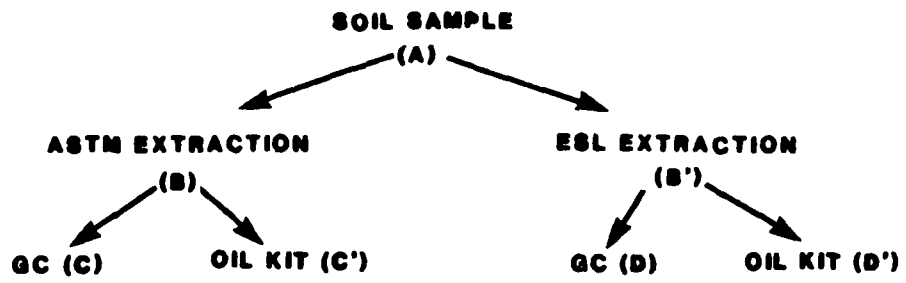 SOIL SAMPLE
(A)
ASTM EXTRACTION
(B)
ESL EXTRACTION
(B')
GC (C)
OIL KIT (C')
GC (D)
OIL KIT (D')